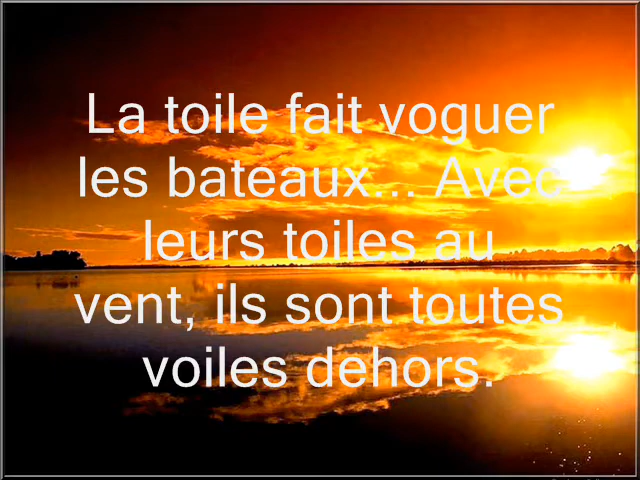 La toile fait voguer
les bateaux... Avec
leurs toiles au
vent, ils sont toutes
voiles dehors.